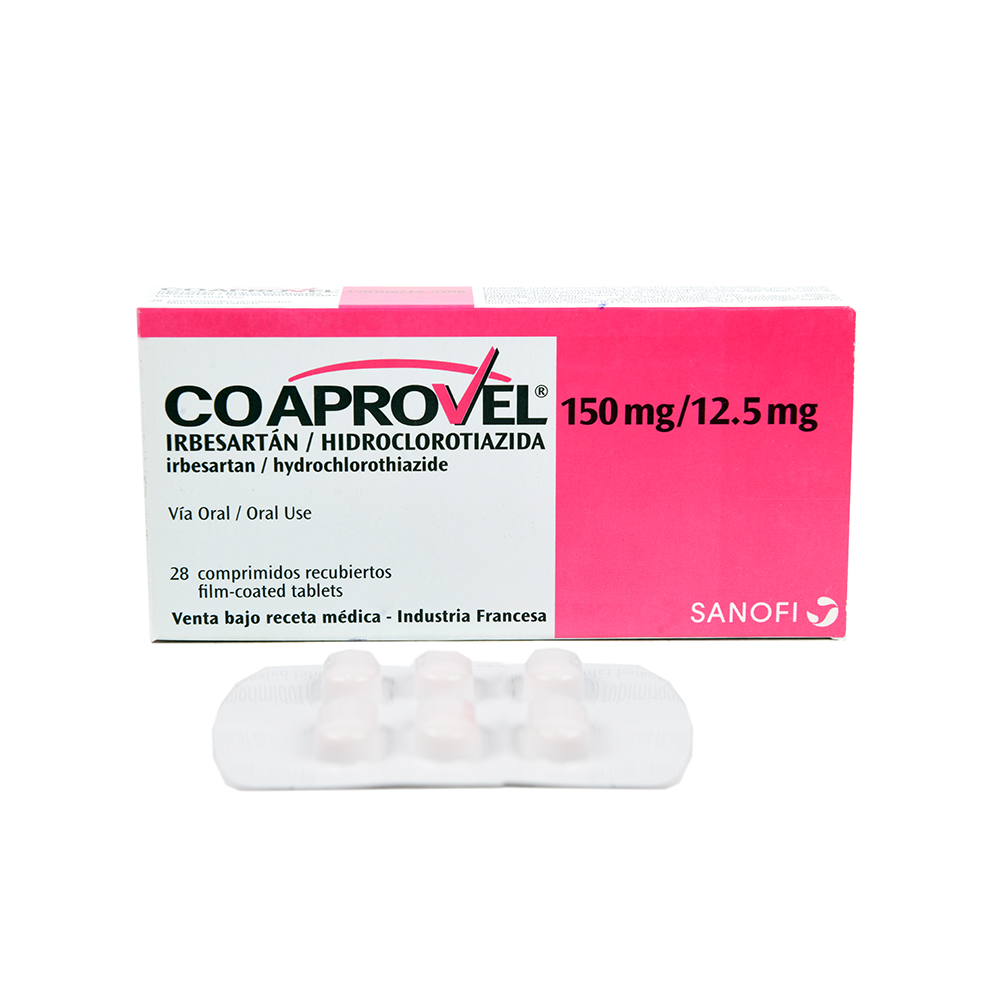 COAPROVEL
COAPROVEL®
150 mg/12.5 mg
IRBESARTÁN / HIDROCLOROTIAZIDA
irbesartan / hydrochlorothiazide
Vía Oral / Oral Use
28 comprimidos recubiertos
film-coated tablets
Venta bajo receta médica - Industria Francesa
SANOFI